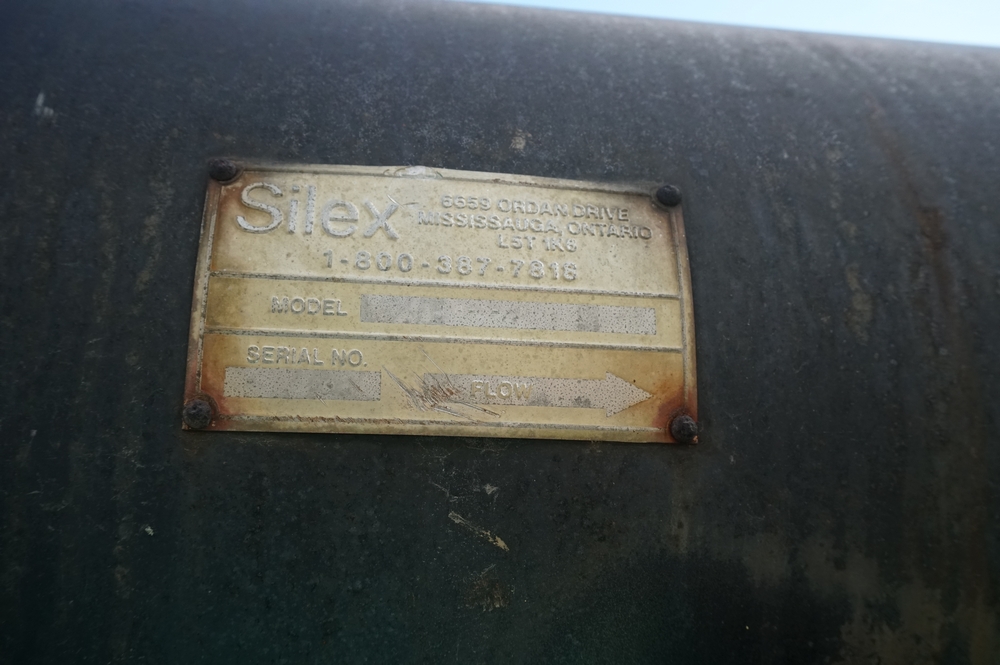 Silex
6659 ORDAN DRIVE
MISSISSAUGA, ONTARIO
L5T 1K6
1-800-387-7818
MODEL
SERIAL NO.
FLOW